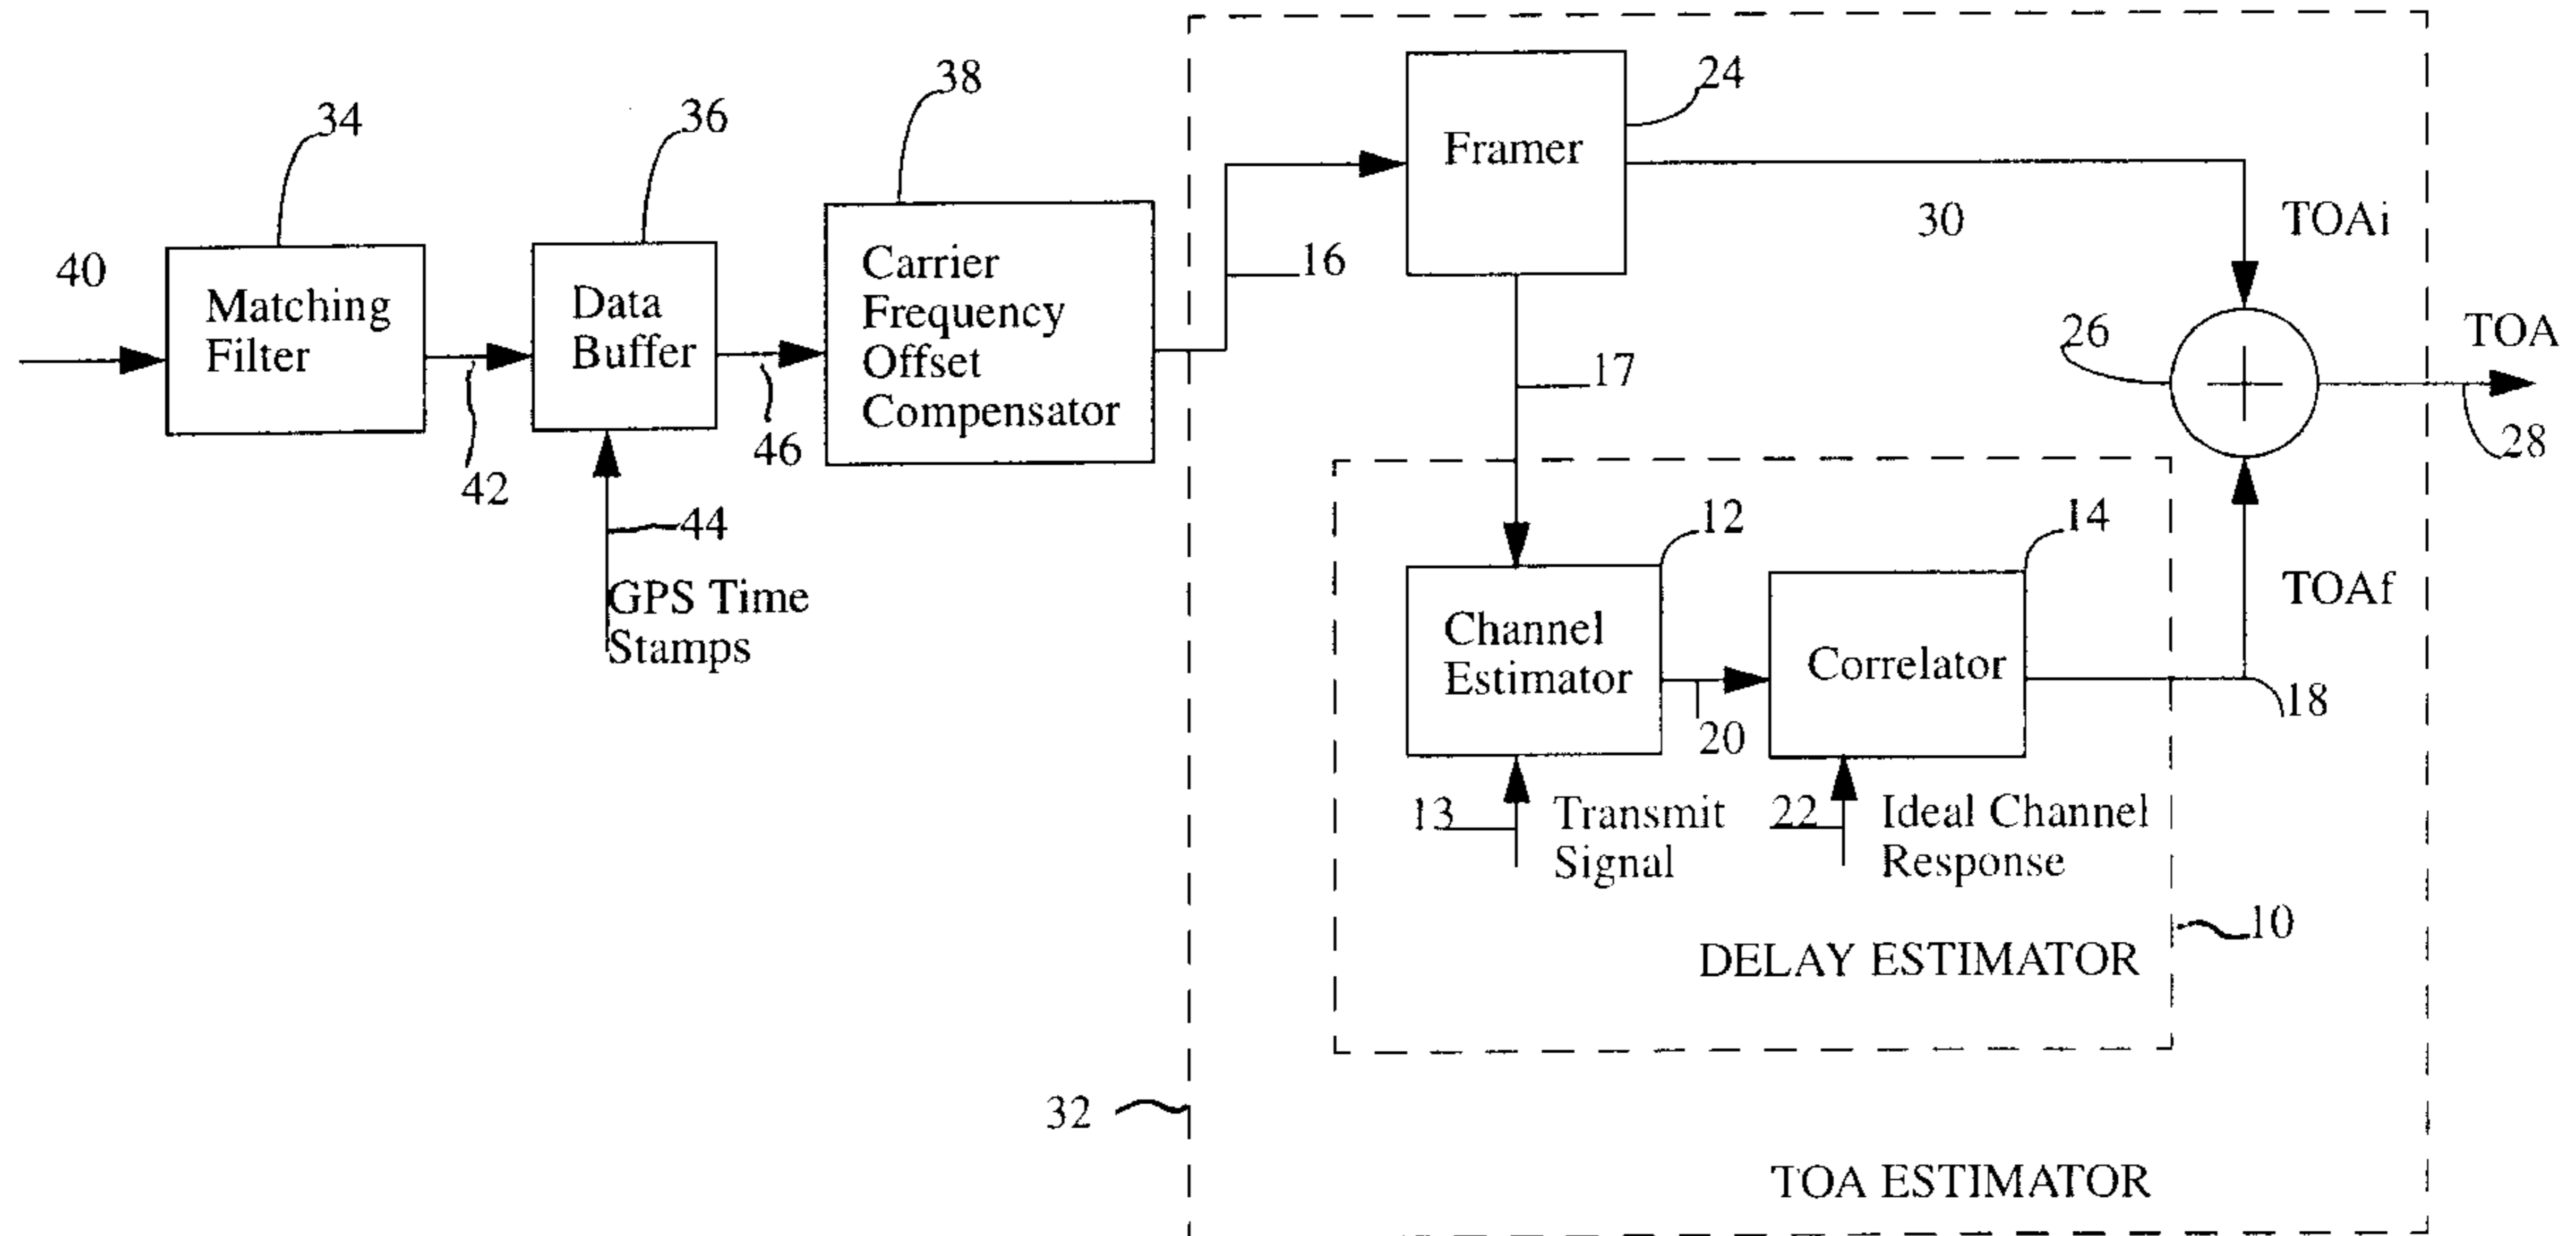 40
34
Matching
Filter
42
36
Data
Buffer
44
GPS Time
Stamps
46
38
Carrier
Frequency
Offset
Compensator
16
24
Framer
30
TOAi
17
26
TOA
28
12
Channel
Estimator
13
Transmit
Signal
20
14
Correlator
22
Ideal Channel
Response
TOAf
18
10
DELAY ESTIMATOR
32
TOA ESTIMATOR